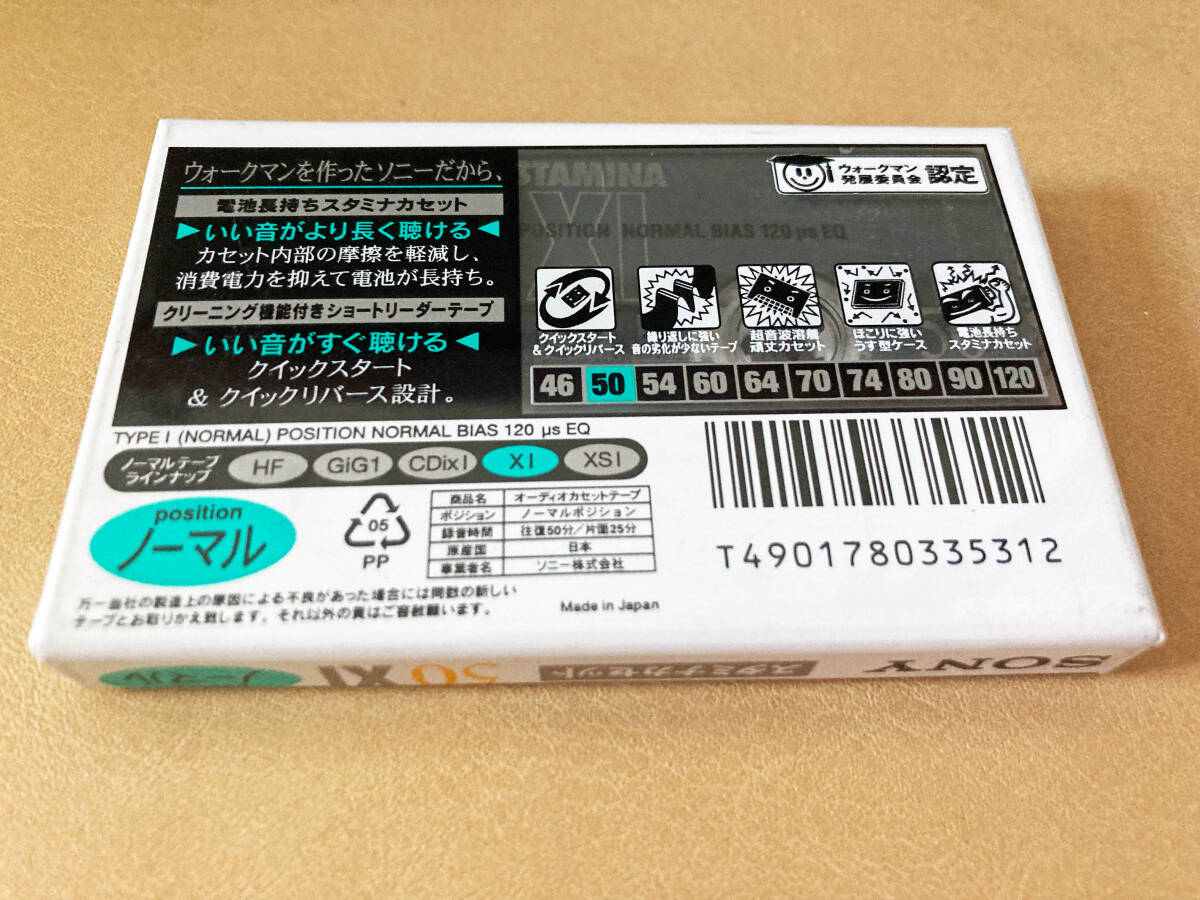 ウォークマンを作ったソニーだから、
電池長持ちスタミナカセット
いい音がより長く聴ける
カセット内部の摩擦を軽減し、
消費電力を抑えて電池が長持ち。
クリーニング機能付きショートリーダーテープ
いい音がすぐ聴ける
クイックスタート
& クイックリバース設計。
STAMINA
XI
POSITION NORMAL BIAS 120 µs EQ
ウォークマン
発展委員会
認定
クイックスタート
& クイックリバース
繰り返しに強い
音の劣化が少ないテープ
超音波溶着
頑丈カセット
ほこりに強い
うす型ケース
電池長持ち
スタミナカセット
46 50 54 60 64 70 74 80 90 120
TYPE I (NORMAL) POSITION NORMAL BIAS 120 µs EQ
ノーマルテープ
ラインナップ
HF GiG1 CDixI XI XSI
position
ノーマル
05
PP
商品名 オーディオカセットテープ
ポジション ノーマルポジション
録音時間 往復50分/片面25分
原産国 日本
事業者名 ソニー株式会社
T4901780335312
万一当社の製造上の原因による不良があった場合には同数の新しい
テープとお取りかえ致します。それ以外の責はご容赦願います。
Made in Japan
ノーマル
XI 50
スタミナカセット
SONY